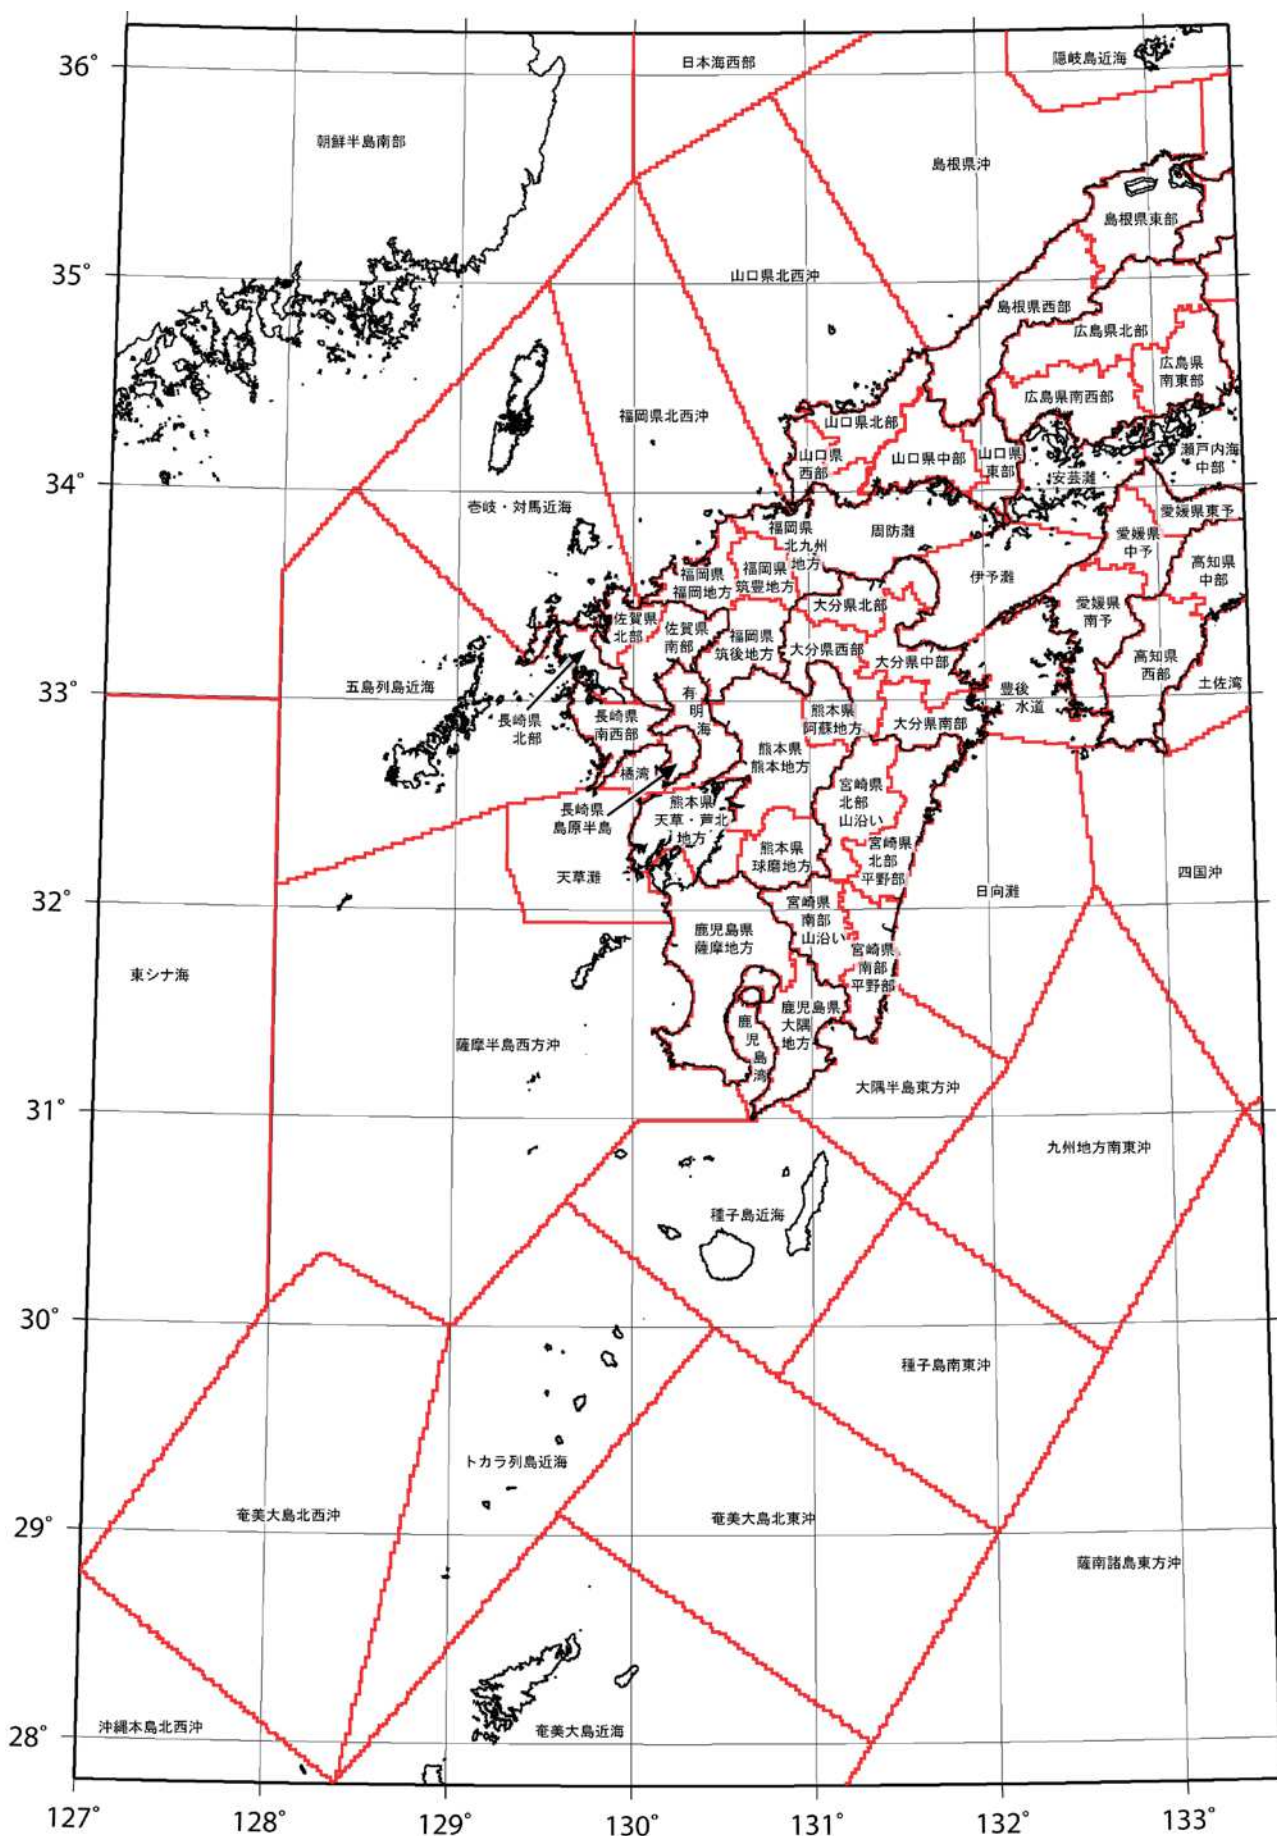 36°
日本海西部
隠岐島近海
朝鮮半島南部
島根県沖
島根県東部
35°
山口県北西沖
島根県西部
広島県北部
広島県
南東部
広島県南西部
福岡県北西沖
山口県北部
山口県
西部
山口県中部
山口県
東部
瀬戸内海
中部
安芸灘
34°
壱岐・対馬近海
愛媛県東予
福岡県
北九州
地方
周防灘
愛媛県
中予
高知県
中部
福岡県
福岡地方
福岡県
筑豊地方
伊予灘
大分県北部
愛媛県
南予
佐賀県
北部
佐賀県
南部
福岡県
筑後地方
大分県西部
大分県中部
高知県
西部
土佐湾
33°
五島列島近海
長崎県
北部
長崎県
南西部
有
明
海
熊本県
阿蘇地方
大分県南部
豊後
水道
橘湾
熊本県
熊本地方
長崎県
島原半島
熊本県
天草・芦北
地方
宮崎県
北部
山沿い
宮崎県
北部
平野部
熊本県
球磨地方
32°
天草灘
日向灘
四国沖
東シナ海
鹿児島県
薩摩地方
宮崎県
南部
山沿い
宮崎県
南部
平野部
鹿児島県
大隅
地方
鹿
児
島
湾
薩摩半島西方沖
大隅半島東方沖
31°
九州地方南東沖
種子島近海
30°
種子島南東沖
トカラ列島近海
29°
奄美大島北西沖
奄美大島北東沖
薩南諸島東方沖
28°
沖縄本島北西沖
奄美大島近海
127°
128°
129°
130°
131°
132°
133°